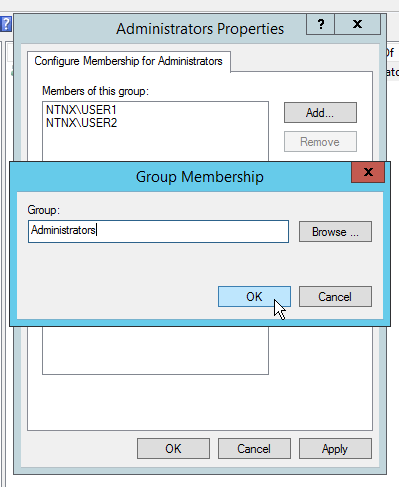 Administrators Properties
Configure Membership for Administrators
Members of this group:
NTNX\USER1
NTNX\USER2
Add...
Remove
Group Membership
Group:
Administrators
Browse ...
OK
Cancel
OK
Cancel
Apply